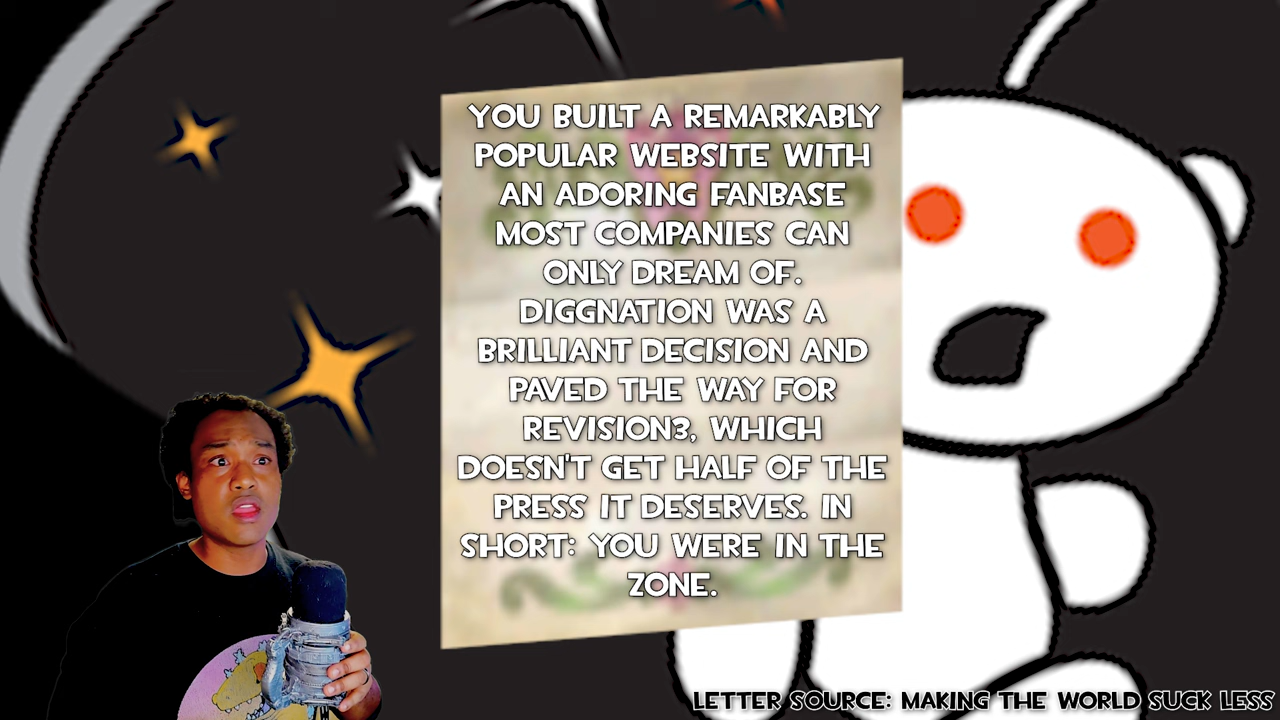 YOU BUILT A REMARKABLY
POPULAR WEBSITE WITH
AN ADORING FANBASE
MOST COMPANIES CAN
ONLY DREAM OF.
DIGGNATION WAS A
BRILLIANT DECISION AND
PAVED THE WAY FOR
REVISION3, WHICH
DOESN'T GET HALF OF THE
PRESS IT DESERVES. IN
SHORT: YOU WERE IN THE
ZONE.
LETTER SOURCE: MAKING THE WORLD SUCK LESS